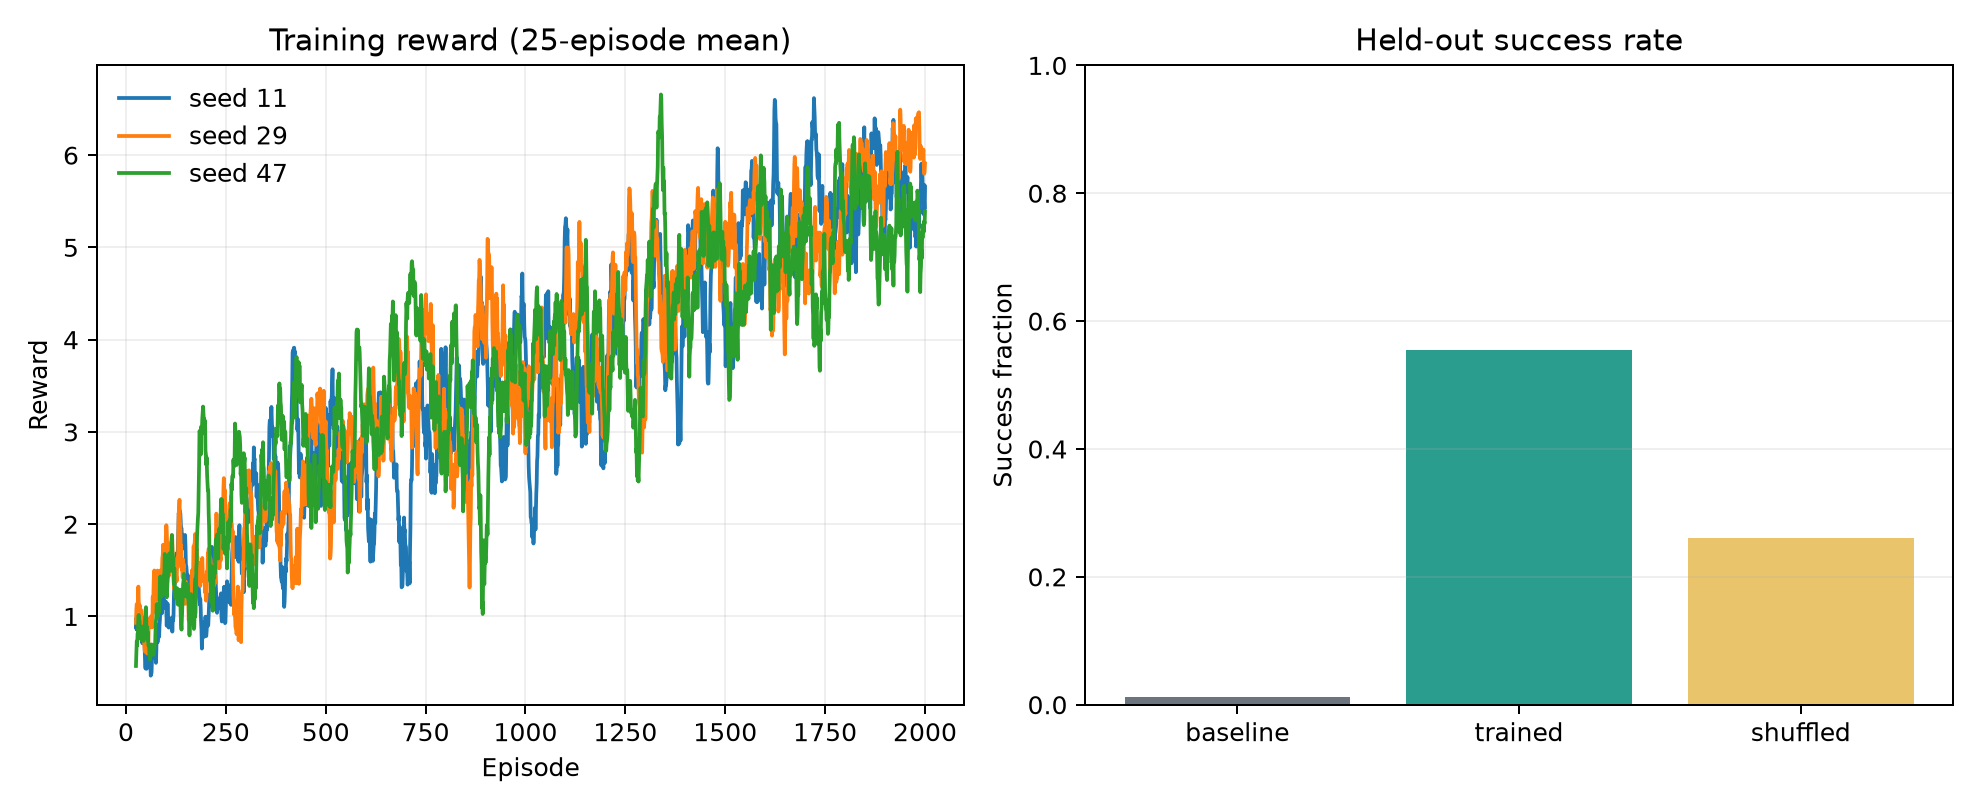 Training reward (25-episode mean)
seed 11
seed 29
seed 47
6
5
4
3
2
1
Reward
0 250 500 750 1000 1250 1500 1750 2000
Episode
Held-out success rate
1.0
0.8
0.6
0.4
0.2
0.0
Success fraction
baseline trained shuffled